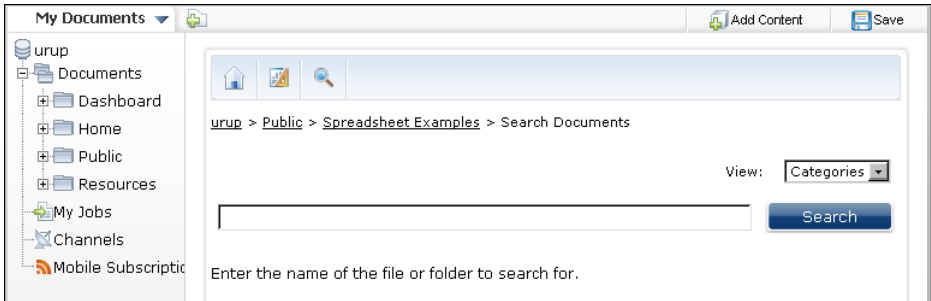 My Documents
Add Content
Save
urup
Documents
Dashboard
Home
Public
Resources
My Jobs
Channels
Mobile Subscriptic
urup > Public > Spreadsheet Examples > Search Documents
View: Categories
Search
Enter the name of the file or folder to search for.